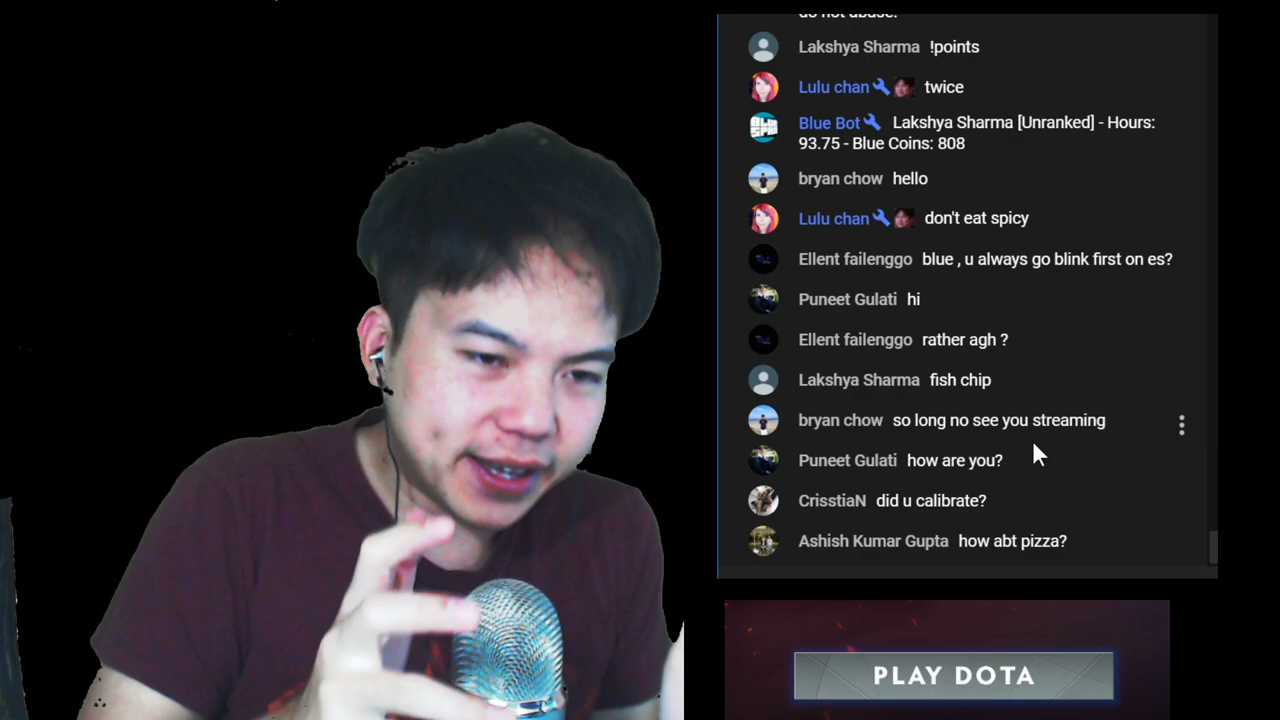 do not abuse.
Lakshya Sharma !points
Lulu chan twice
Blue Bot Lakshya Sharma [Unranked] - Hours:
93.75 - Blue Coins: 808
bryan chow hello
Lulu chan don't eat spicy
Ellent failenggo blue , u always go blink first on es?
Puneet Gulati hi
Ellent failenggo rather agh ?
Lakshya Sharma fish chip
bryan chow so long no see you streaming
Puneet Gulati how are you?
CrisstiaN did u calibrate?
Ashish Kumar Gupta how abt pizza?
PLAY DOTA